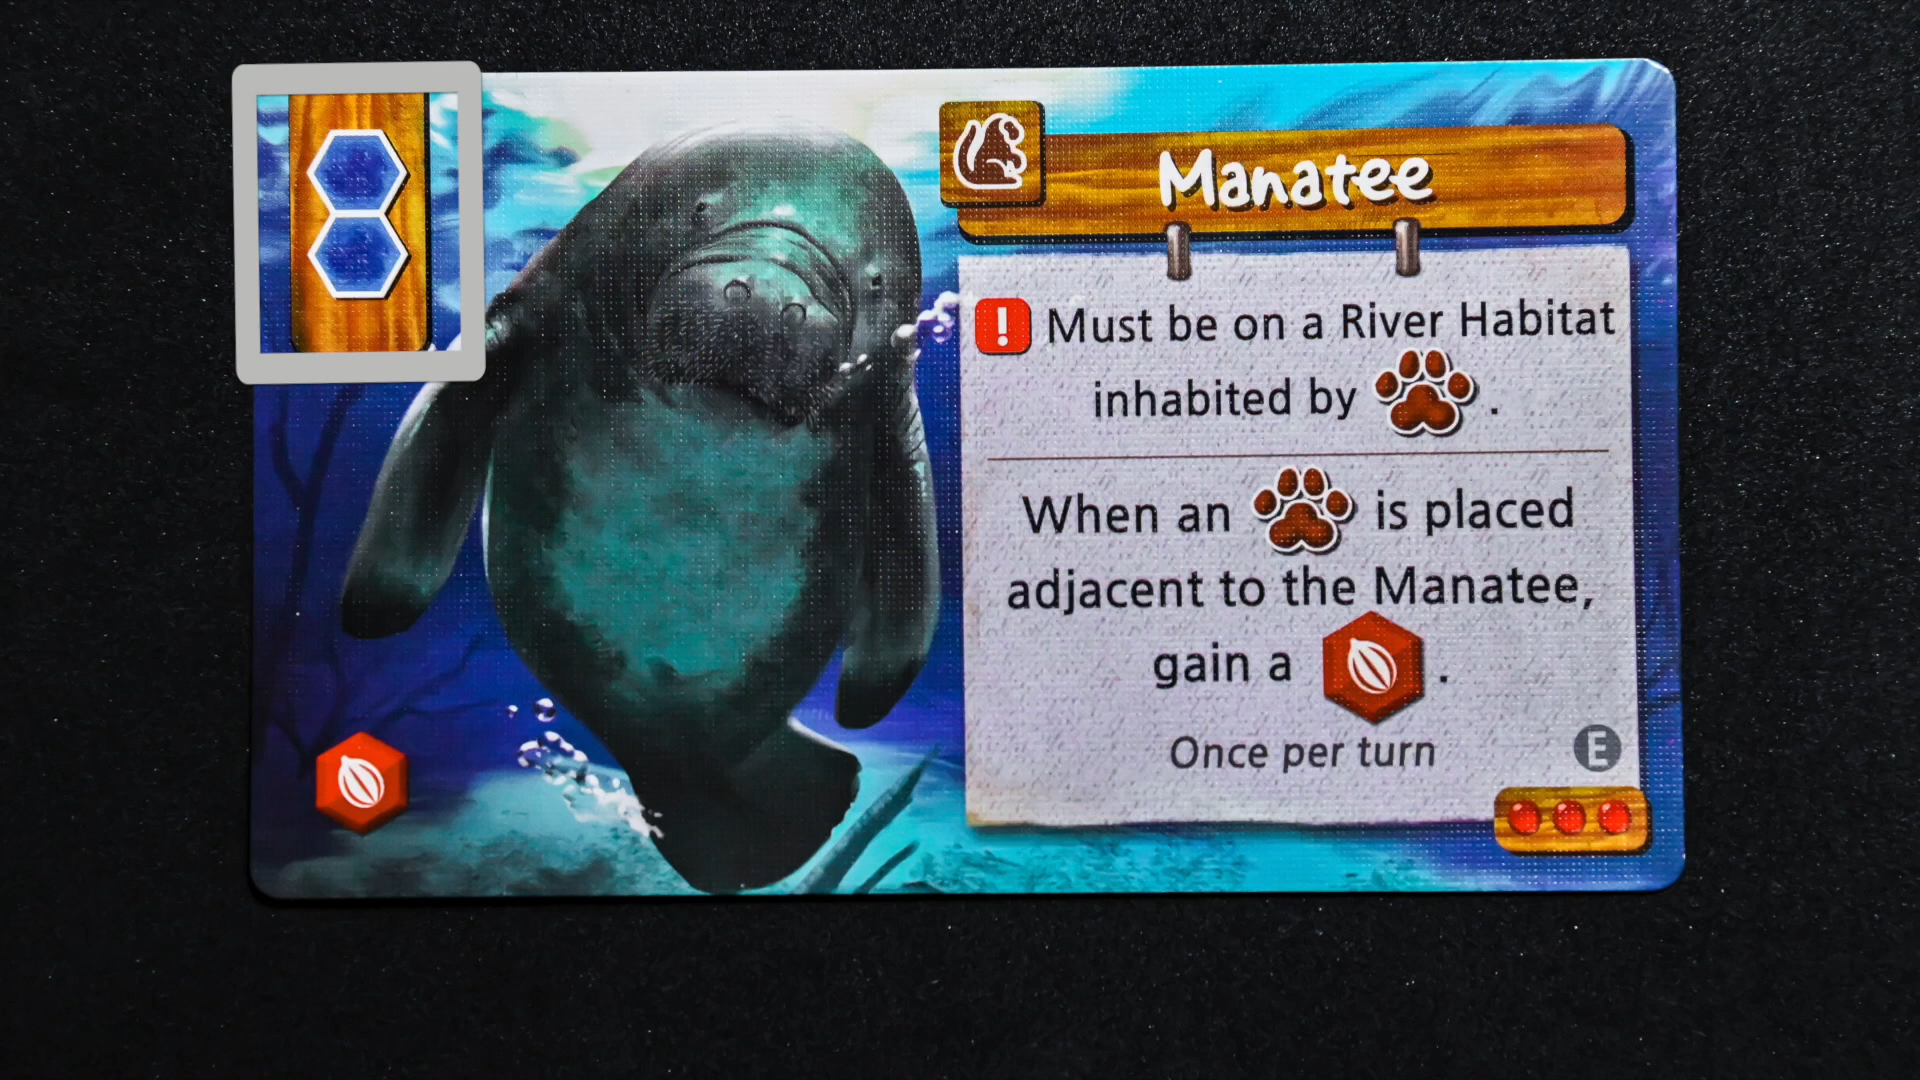 Manatee
! Must be on a River Habitat
inhabited by .
When an is placed
adjacent to the Manatee,
gain a .
Once per turn
E